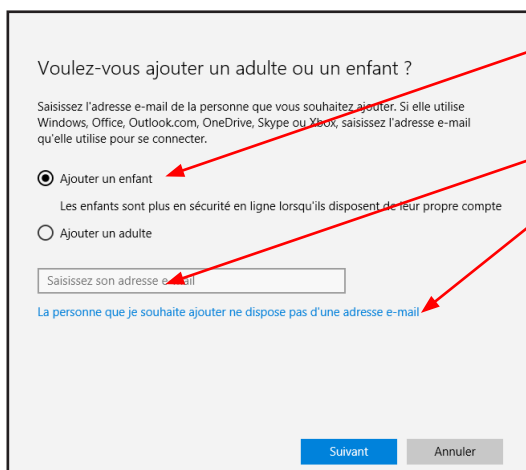 Voulez-vous ajouter un adulte ou un enfant ?
Saisissez l'adresse e-mail de la personne que vous souhaitez ajouter. Si elle utilise
Windows, Office, Outlook.com, OneDrive, Skype ou Xbox, saisissez l'adresse e-mail
qu'elle utilise pour se connecter.
Ajouter un enfant
Les enfants sont plus en sécurité en ligne lorsqu'ils disposent de leur propre compte
Ajouter un adulte
Saisissez son adresse e-mail
La personne que je souhaite ajouter ne dispose pas d'une adresse e-mail
Suivant
Annuler